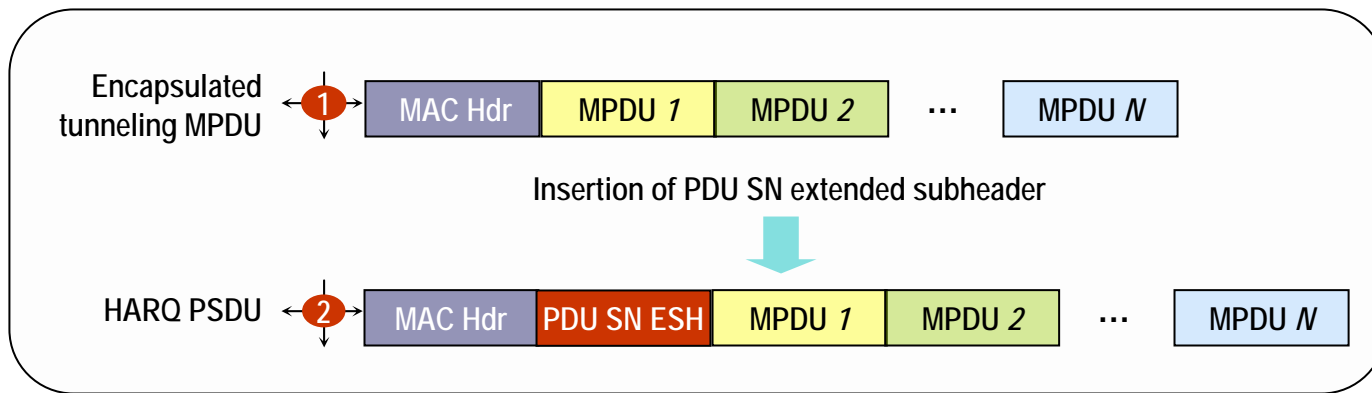 Encapsulated
tunneling MPDU
1
MAC Hdr MPDU 1 MPDU 2 ... MPDU N
Insertion of PDU SN extended subheader
HARQ PSDU
2
MAC Hdr PDU SN ESH MPDU 1 MPDU 2 ... MPDU N